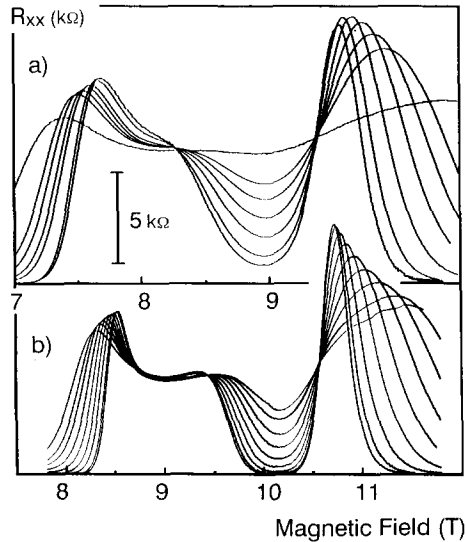 Rxx (kΩ)
a)
5 kΩ
7 8 9
b)
8 9 10 11
Magnetic Field (T)